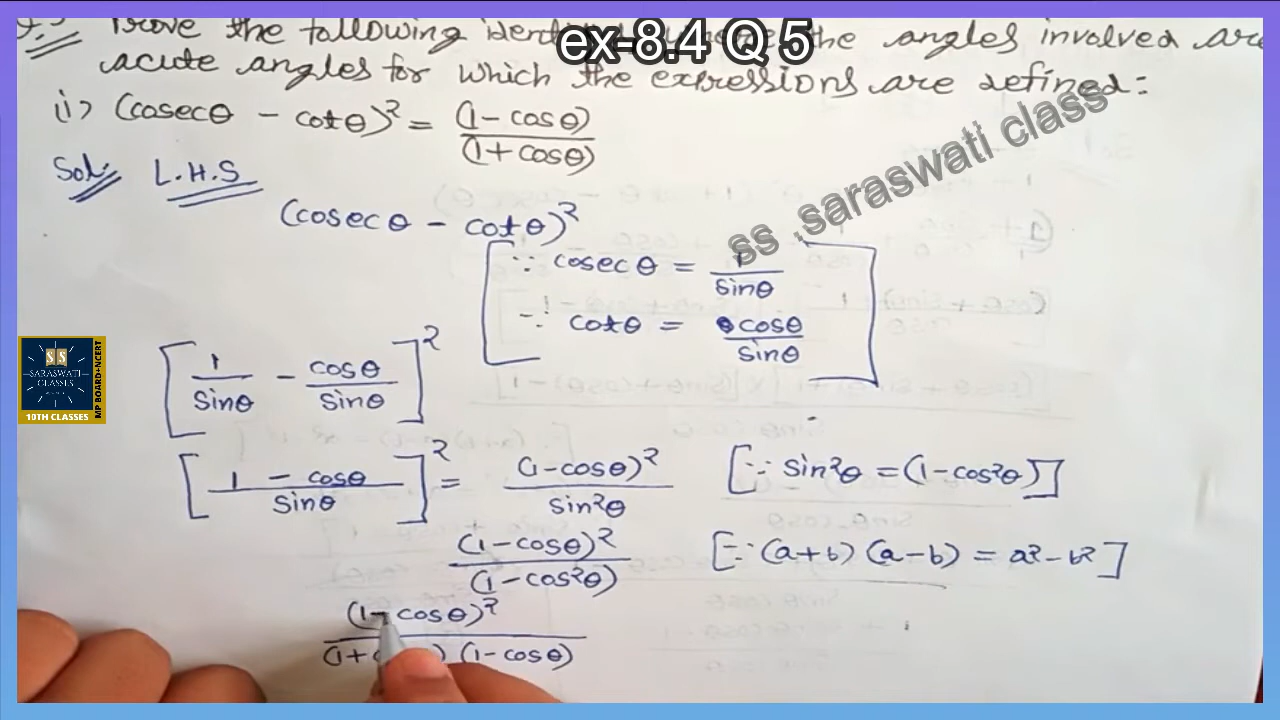 ex-8.4 Q 5
Prove the following the angles involved are
acute angles for which the expressions are defined:
(i) (cosecθ - cotθ)² = (1-cosθ)/(1+cosθ)
ss ,saraswati class
Sol: L.H.S
(cosecθ - cotθ)²
[∵ cosecθ = 1/sinθ
∵ cotθ = cosθ/sinθ]
[1/sinθ - cosθ/sinθ]²
[1 - cosθ/sinθ]² = (1-cosθ)²/sin²θ [∵ sin²θ = (1-cos²θ)]
(1-cosθ)²/(1-cos²θ) [∵ (a+b) (a-b) = a²-b²]
(1-cosθ)²/(1+ ) (1-cosθ)
SS
SARASWATI
CLASSES
10TH CLASSES
MP BOARD+NCERT